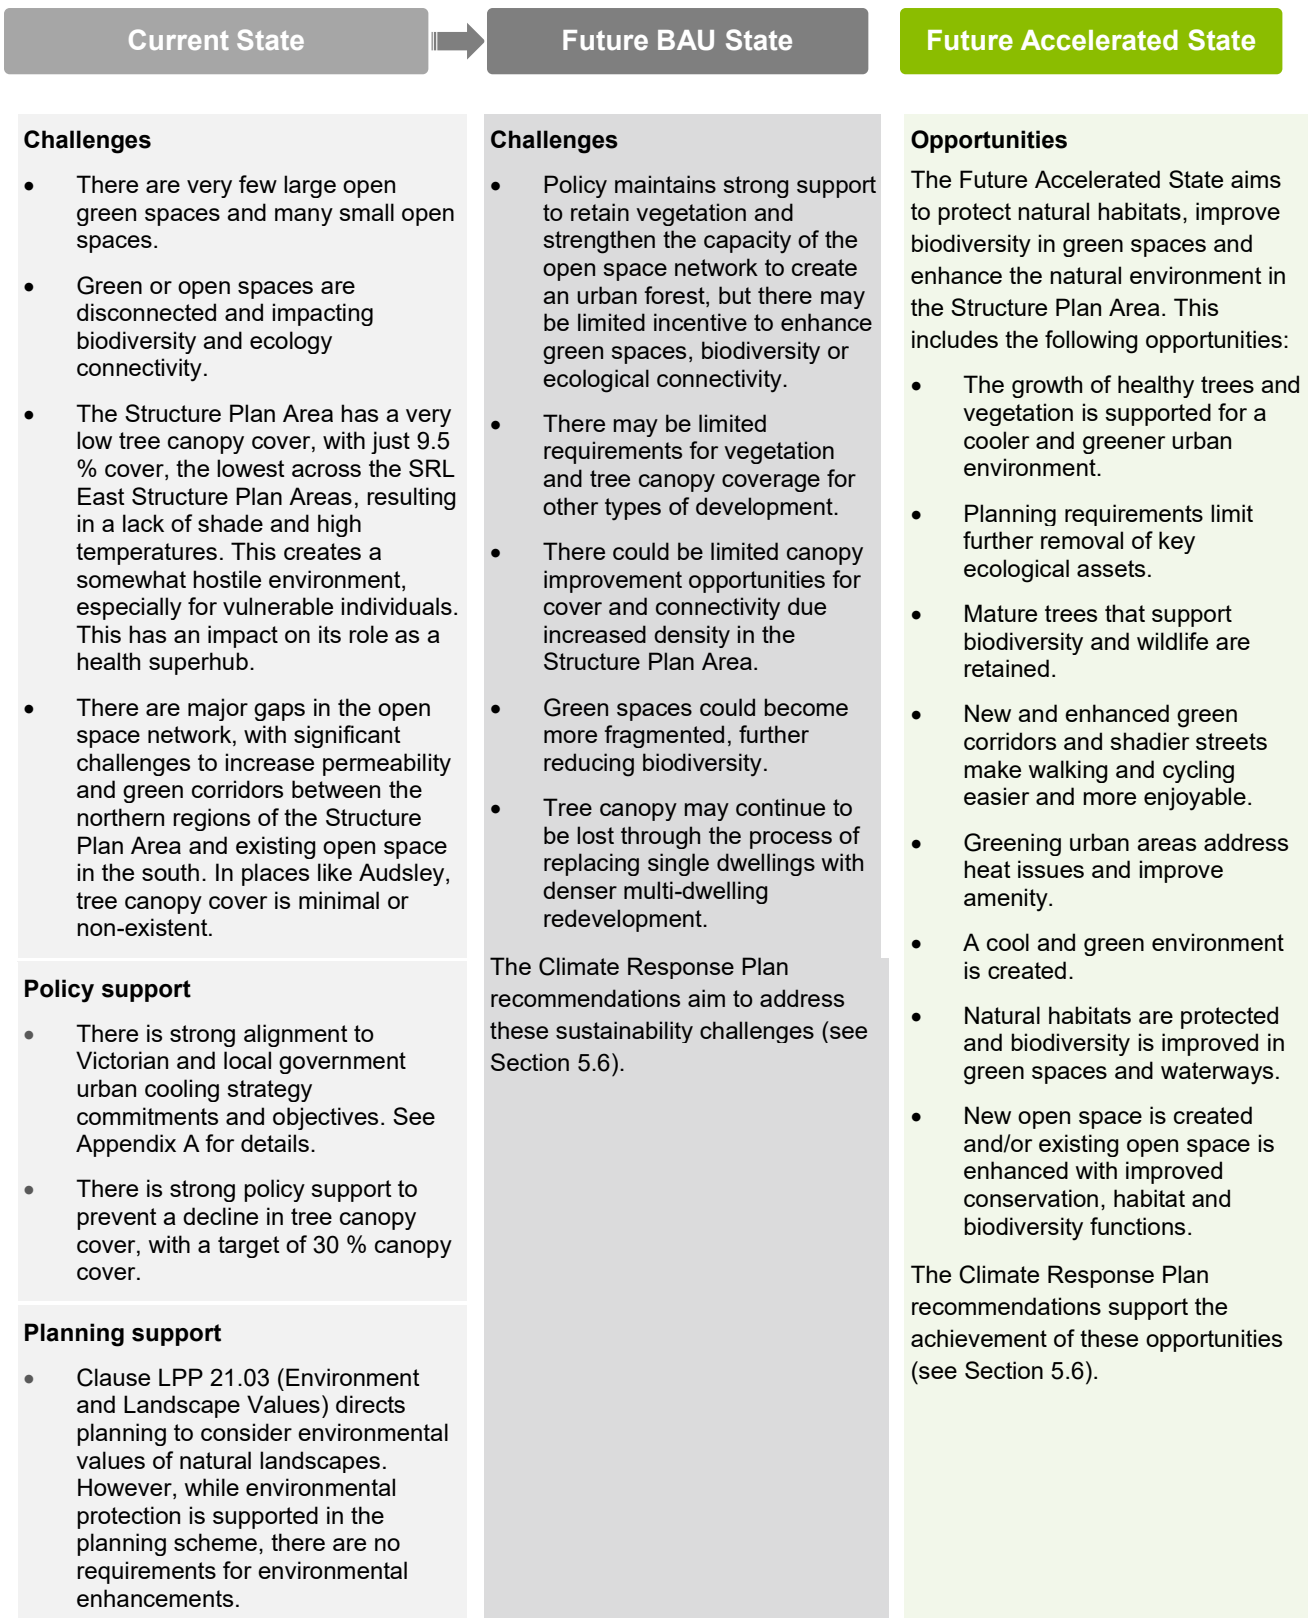 Current State
Future BAU State
Future Accelerated State
Challenges
• There are very few large open
green spaces and many small open
spaces.
• Green or open spaces are
disconnected and impacting
biodiversity and ecology
connectivity.
• The Structure Plan Area has a very
low tree canopy cover, with just 9.5
% cover, the lowest across the SRL
East Structure Plan Areas, resulting
in a lack of shade and high
temperatures. This creates a
somewhat hostile environment,
especially for vulnerable individuals.
This has an impact on its role as a
health superhub.
• There are major gaps in the open
space network, with significant
challenges to increase permeability
and green corridors between the
northern regions of the Structure
Plan Area and existing open space
in the south. In places like Audsley,
tree canopy cover is minimal or
non-existent.
Policy support
• There is strong alignment to
Victorian and local government
urban cooling strategy
commitments and objectives. See
Appendix A for details.
• There is strong policy support to
prevent a decline in tree canopy
cover, with a target of 30 % canopy
cover.
Planning support
• Clause LPP 21.03 (Environment
and Landscape Values) directs
planning to consider environmental
values of natural landscapes.
However, while environmental
protection is supported in the
planning scheme, there are no
requirements for environmental
enhancements.
Challenges
• Policy maintains strong support
to retain vegetation and
strengthen the capacity of the
open space network to create
an urban forest, but there may
be limited incentive to enhance
green spaces, biodiversity or
ecological connectivity.
• There may be limited
requirements for vegetation
and tree canopy coverage for
other types of development.
• There could be limited canopy
improvement opportunities for
cover and connectivity due
increased density in the
Structure Plan Area.
• Green spaces could become
more fragmented, further
reducing biodiversity.
• Tree canopy may continue to
be lost through the process of
replacing single dwellings with
denser multi-dwelling
redevelopment.
The Climate Response Plan
recommendations aim to address
these sustainability challenges (see
Section 5.6).
Opportunities
The Future Accelerated State aims
to protect natural habitats, improve
biodiversity in green spaces and
enhance the natural environment in
the Structure Plan Area. This
includes the following opportunities:
• The growth of healthy trees and
vegetation is supported for a
cooler and greener urban
environment.
• Planning requirements limit
further removal of key
ecological assets.
• Mature trees that support
biodiversity and wildlife are
retained.
• New and enhanced green
corridors and shadier streets
make walking and cycling
easier and more enjoyable.
• Greening urban areas address
heat issues and improve
amenity.
• A cool and green environment
is created.
• Natural habitats are protected
and biodiversity is improved in
green spaces and waterways.
• New open space is created
and/or existing open space is
enhanced with improved
conservation, habitat and
biodiversity functions.
The Climate Response Plan
recommendations support the
achievement of these opportunities
(see Section 5.6).